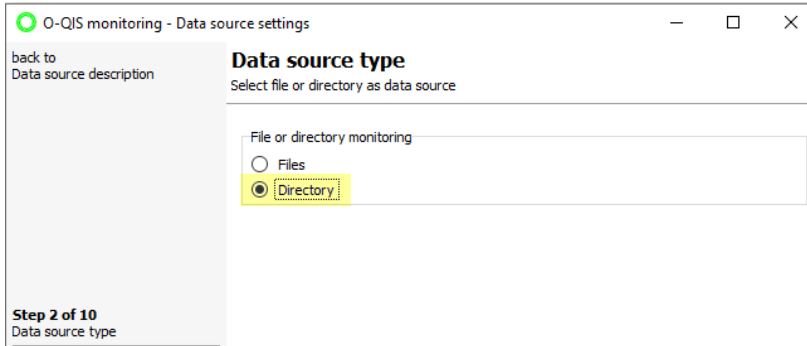 O-QIS monitoring - Data source settings
back to
Data source description
Data source type
Select file or directory as data source
File or directory monitoring
Files
Directory
Step 2 of 10
Data source type